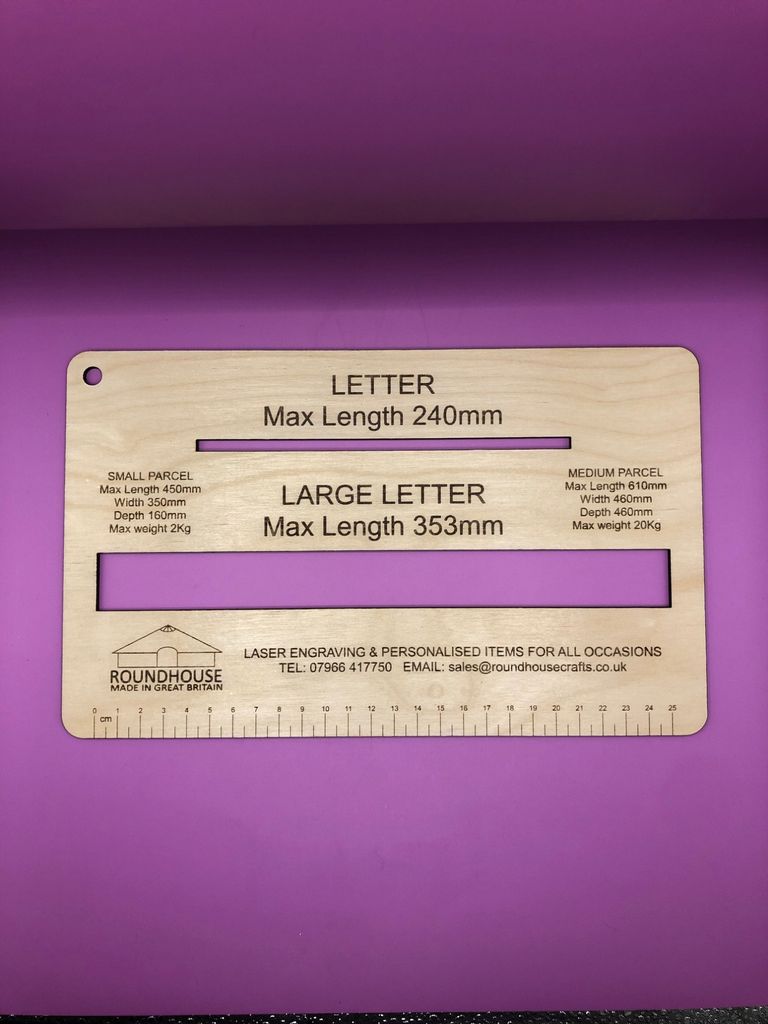 LETTER
Max Length 240mm
SMALL PARCEL
Max Length 450mm
Width 350mm
Depth 160mm
Max weight 2Kg
LARGE LETTER
Max Length 353mm
MEDIUM PARCEL
Max Length 610mm
Width 460mm
Depth 460mm
Max weight 20Kg
ROUNDHOUSE
MADE IN GREAT BRITAIN
LASER ENGRAVING & PERSONALISED ITEMS FOR ALL OCCASIONS
TEL: 07966 417750 EMAIL: sales@roundhousecrafts.co.uk
0 1 2 3 4 5 6 7 8 9 10 11 12 13 14 15 16 17 18 19 20 21 22 23 24 25
cm